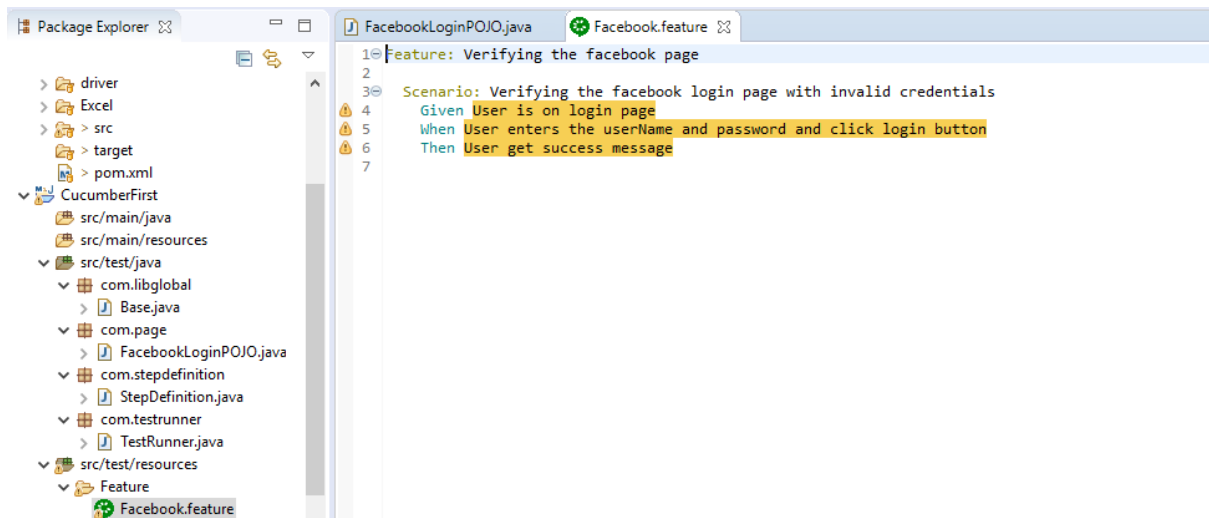 Package Explorer
driver
Excel
> src
> target
> pom.xml
CucumberFirst
src/main/java
src/main/resources
src/test/java
com.libglobal
Base.java
com.page
FacebookLoginPOJO.java
com.stepdefinition
StepDefinition.java
com.testrunner
TestRunner.java
src/test/resources
Feature
Facebook.feature
FacebookLoginPOJO.java
Facebook.feature
1 Feature: Verifying the facebook page
2
3 Scenario: Verifying the facebook login page with invalid credentials
4 Given User is on login page
5 When User enters the userName and password and click login button
6 Then User get success message
7